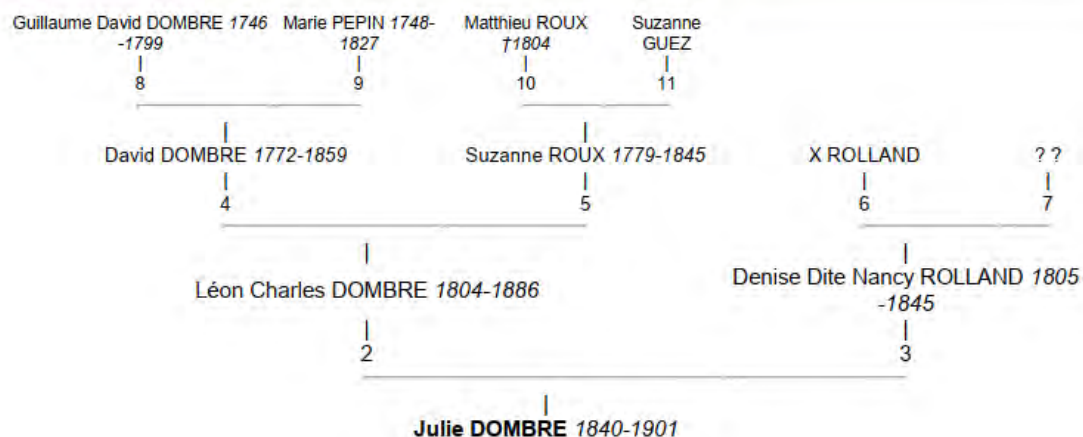 Guillaume David DOMBRE 1746 Marie PEPIN 1748- Matthieu ROUX Suzanne
-1799 1827 †1804 GUEZ
| | | |
8 9 10 11
| |
David DOMBRE 1772-1859 Suzanne ROUX 1779-1845 X ROLLAND ? ?
| | | |
4 5 6 7
| |
Léon Charles DOMBRE 1804-1886 Denise Dite Nancy ROLLAND 1805
-1845
| |
2 3
|
Julie DOMBRE 1840-1901